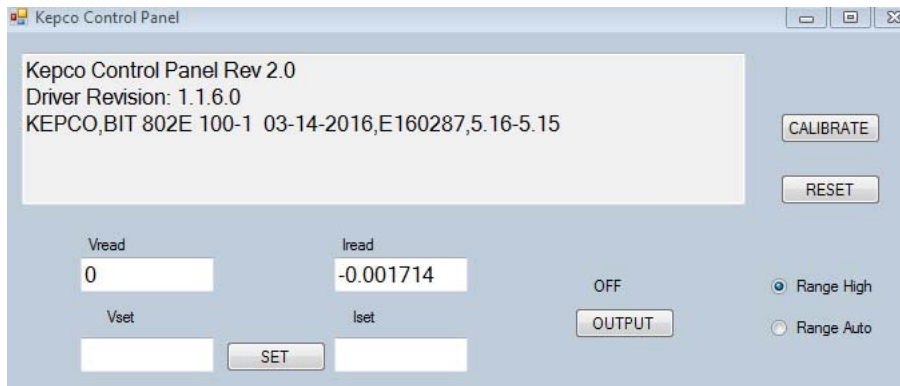 Kepco Control Panel
Kepco Control Panel Rev 2.0
Driver Revision: 1.1.6.0
KEPCO,BIT 802E 100-1  03-14-2016,E160287,5.16-5.15
CALIBRATE
RESET
Vread
Iread
0
-0.001714
OFF
Range High
Vset
Iset
OUTPUT
Range Auto
SET